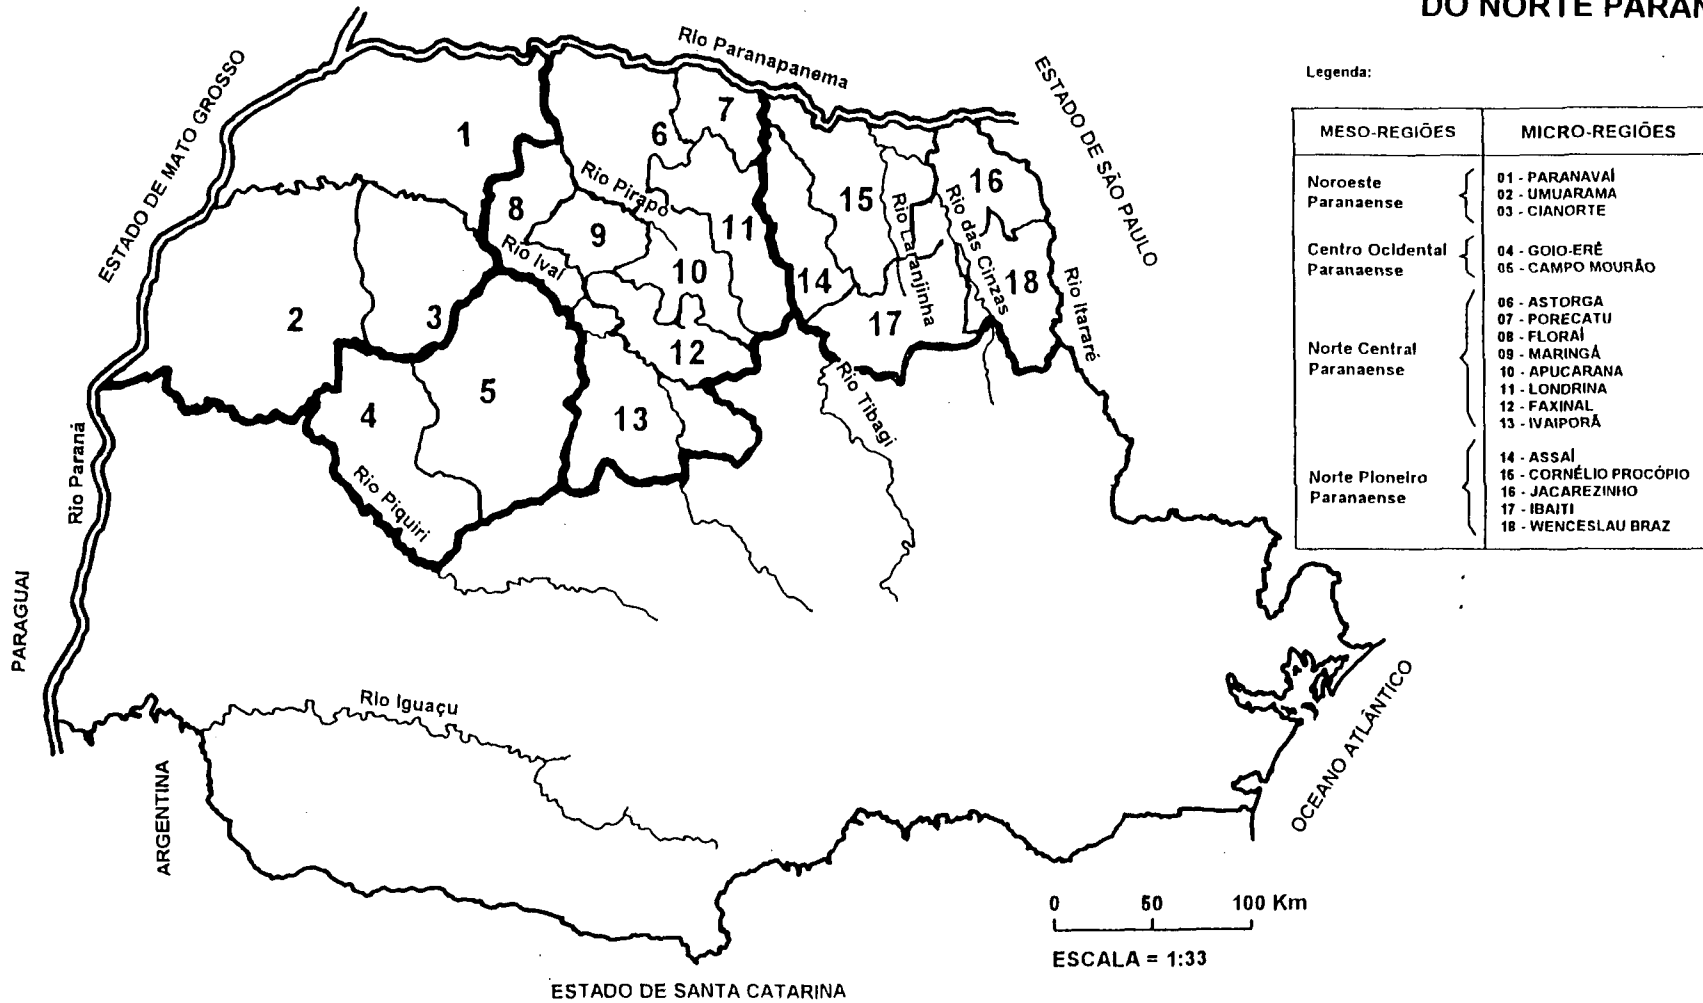 DO NORTE PARAN
Legenda:
MESO-REGIÕES
MICRO-REGIÕES
Noroeste
Paranaense
01 - PARANAVAÍ
02 - UMUARAMA
03 - CIANORTE
Centro Ocidental
Paranaense
04 - GOIO-ERÊ
05 - CAMPO MOURÃO
Norte Central
Paranaense
06 - ASTORGA
07 - PORECATU
08 - FLORAÍ
09 - MARINGÁ
10 - APUCARANA
11 - LONDRINA
12 - FAXINAL
13 - IVAIPORÃ
Norte Pioneiro
Paranaense
14 - ASSAÍ
15 - CORNÉLIO PROCÓPIO
16 - JACAREZINHO
17 - IBAITI
18 - WENCESLAU BRAZ
ESTADO DE MATO GROSSO
Rio Paranapanema
ESTADO DE SÃO PAULO
1
2
3
4
5
6
7
8
9
10
11
12
13
14
15
16
17
18
Rio Pirapó
Rio Ivaí
Rio Laranjinha
Rio das Cinzas
Rio Itararé
Rio Tibagi
Rio Piquiri
Rio Paraná
PARAGUAI
Rio Iguaçu
ARGENTINA
OCEANO ATLÂNTICO
0 50 100 Km
ESCALA = 1:33
ESTADO DE SANTA CATARINA